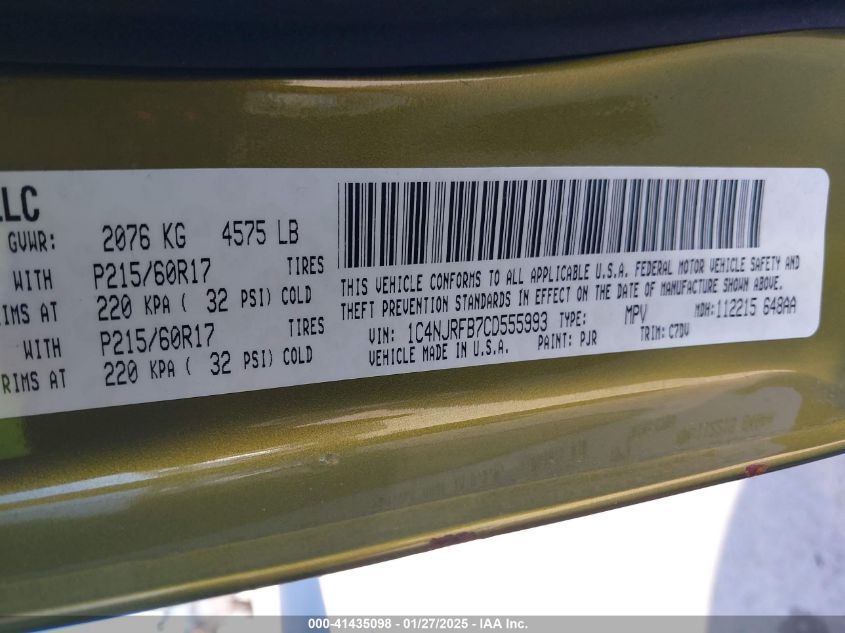 LLC
GVWR: 2076 KG 4575 LB
WITH P215/60R17 TIRES
RIMS AT 220 KPA ( 32 PSI) COLD
WITH P215/60R17 TIRES
RIMS AT 220 KPA ( 32 PSI) COLD
THIS VEHICLE CONFORMS TO ALL APPLICABLE U.S.A. FEDERAL MOTOR VEHICLE SAFETY AND
THEFT PREVENTION STANDARDS IN EFFECT ON THE DATE OF MANUFACTURE SHOWN ABOVE.
VIN: 1C4NJRFB7CD555993 TYPE: MPV MDH: 112215 648AA
VEHICLE MADE IN U.S.A. PAINT: PJR TRIM: C7DV
000-41435098 - 01/27/2025 - IAA Inc.